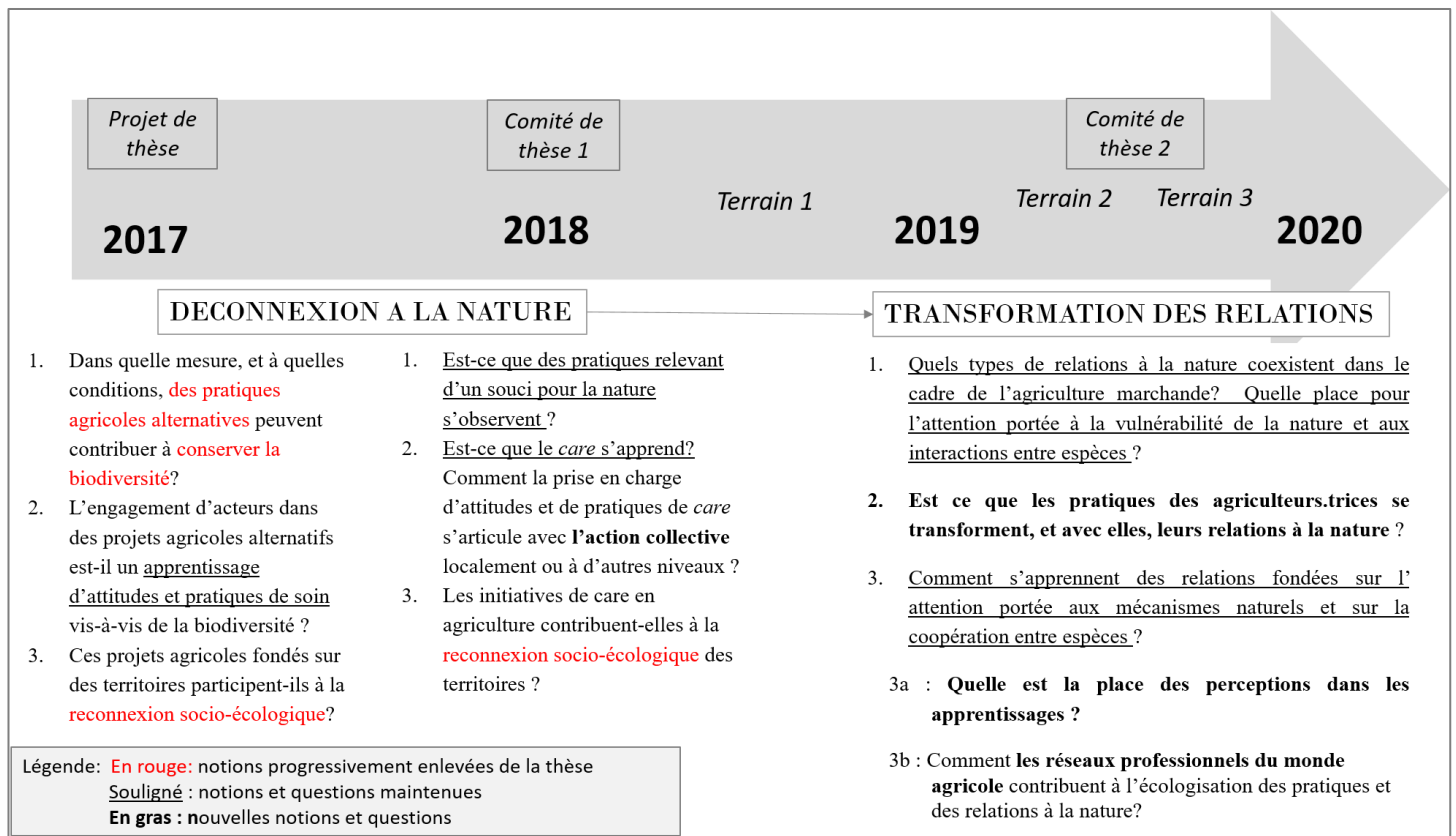 Projet de
thèse
Comité de
thèse 1
Comité de
thèse 2
Terrain 1
Terrain 2
Terrain 3
2017
2018
2019
2020
DECONNEXION A LA NATURE
TRANSFORMATION DES RELATIONS
1. Dans quelle mesure, et à quelles
conditions, des pratiques
agricoles alternatives peuvent
contribuer à conserver la
biodiversité?
2. L’engagement d’acteurs dans
des projets agricoles alternatifs
est-il un apprentissage
d’attitudes et pratiques de soin
vis-à-vis de la biodiversité ?
3. Ces projets agricoles fondés sur
des territoires participent-ils à la
reconnexion socio-écologique?
1. Est-ce que des pratiques relevant
d’un souci pour la nature
s’observent ?
2. Est-ce que le care s’apprend?
Comment la prise en charge
d’attitudes et de pratiques de care
s’articule avec l’action collective
localement ou à d’autres niveaux ?
3. Les initiatives de care en
agriculture contribuent-elles à la
reconnexion socio-écologique des
territoires ?
1. Quels types de relations à la nature coexistent dans le
cadre de l’agriculture marchande? Quelle place pour
l’attention portée à la vulnérabilité de la nature et aux
interactions entre espèces ?
2. Est ce que les pratiques des agriculteurs.trices se
transforment, et avec elles, leurs relations à la nature ?
3. Comment s’apprennent des relations fondées sur l’
attention portée aux mécanismes naturels et sur la
coopération entre espèces ?
3a : Quelle est la place des perceptions dans les
apprentissages ?
3b : Comment les réseaux professionnels du monde
agricole contribuent à l’écologisation des pratiques et
des relations à la nature?
Légende: En rouge: notions progressivement enlevées de la thèse
Souligné : notions et questions maintenues
En gras : nouvelles notions et questions